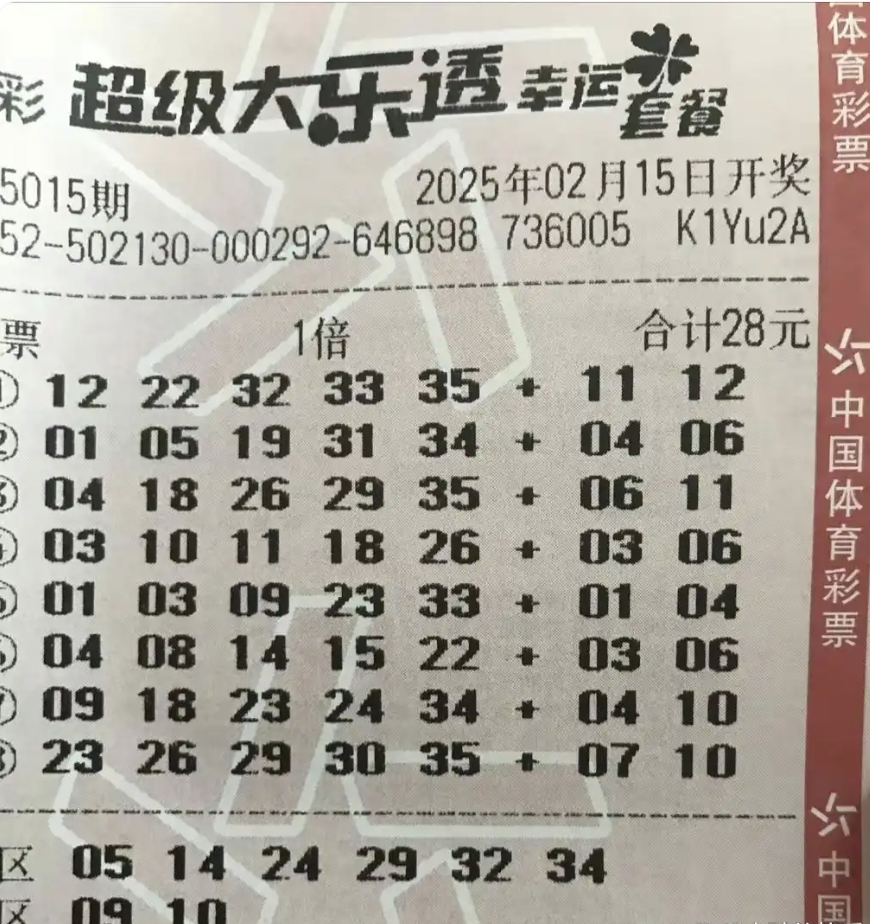 彩 超级大乐透 幸运套餐
5015期 2025年02月15日开奖
52-502130-000292-646898 736005 K1Yu2A
票 1倍 合计28元
① 12 22 32 33 35 + 11 12
② 01 05 19 31 34 + 04 06
③ 04 18 26 29 35 + 06 11
④ 03 10 11 18 26 + 03 06
⑤ 01 03 09 23 33 + 01 04
⑥ 04 08 14 15 22 + 03 06
⑦ 09 18 23 24 34 + 04 10
⑧ 23 26 29 30 35 + 07 10
区 05 14 24 29 32 34
区 09 10
国体育彩票
中国体育彩票
中国